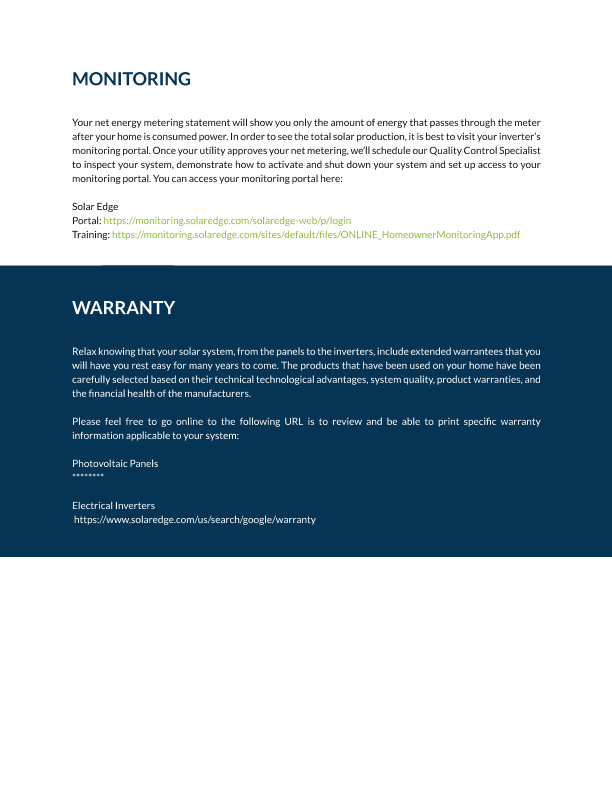 MONITORING
Your net energy metering statement will show you only the amount of energy that passes through the meter
after your home is consumed power. In order to see the total solar production, it is best to visit your inverter's
monitoring portal. Once your utility approves your net metering, we'll schedule our Quality Control Specialist
to inspect your system, demonstrate how to activate and shut down your system and set up access to your
monitoring portal. You can access your monitoring portal here:
Solar Edge
Portal: https://monitoring.solaredge.com/solaredge-web/p/login
Training: https://monitoring.solaredge.com/sites/default/files/ONLINE_HomeownerMonitoringApp.pdf
WARRANTY
Relax knowing that your solar system, from the panels to the inverters, include extended warranties that you
will have you rest easy for many years to come. The products that have been used on your home have been
carefully selected based on their technical technological advantages, system quality, product warranties, and
the financial health of the manufacturers.
Please feel free to go online to the following URL is to review and be able to print specific warranty
information applicable to your system:
Photovoltaic Panels
********
Electrical Inverters
https://www.solaredge.com/us/search/google/warranty